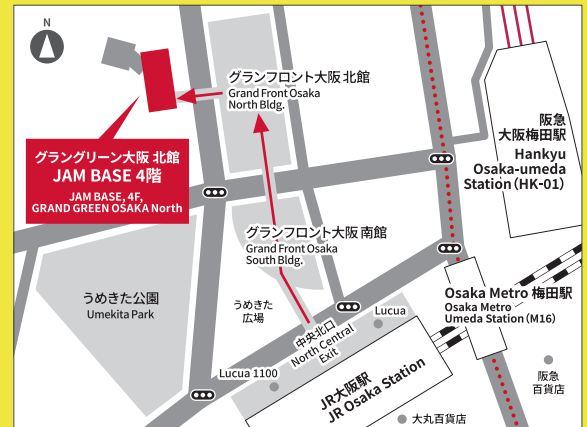 N
グランフロント大阪 北館
Grand Front Osaka
North Bldg.
阪急
大阪梅田駅
Hankyu
Osaka-umeda
Station (HK-01)
グラングリーン大阪 北館
JAM BASE 4階
JAM BASE, 4F,
GRAND GREEN OSAKA North
グランフロント大阪 南館
Grand Front Osaka
South Bldg.
うめきた公園
Umekita Park
うめきた
広場
Osaka Metro 梅田駅
Osaka Metro
Umeda Station (M16)
Lucua
中央北口
North Central
Exit
Lucua 1100
JR大阪駅
JR Osaka Station
阪急
百貨店
大丸百貨店